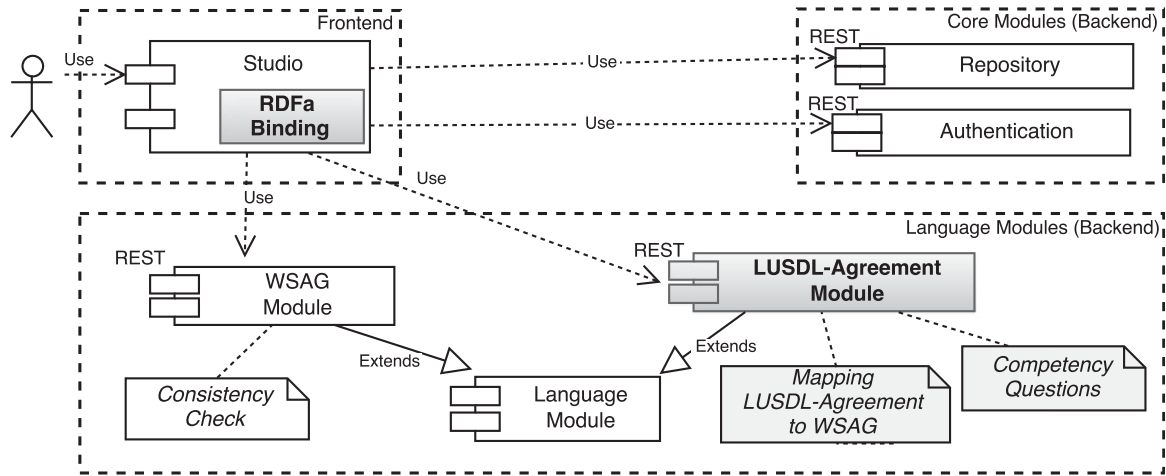 Frontend
Core Modules (Backend)
Use
Studio
RDFa
Binding
Use
REST
Repository
Use
REST
Authentication
Use
Use
Language Modules (Backend)
REST
WSAG
Module
REST
LUSDL-Agreement
Module
Extends
Extends
Consistency
Check
Language
Module
Mapping
LUSDL-Agreement
to WSAG
Competency
Questions